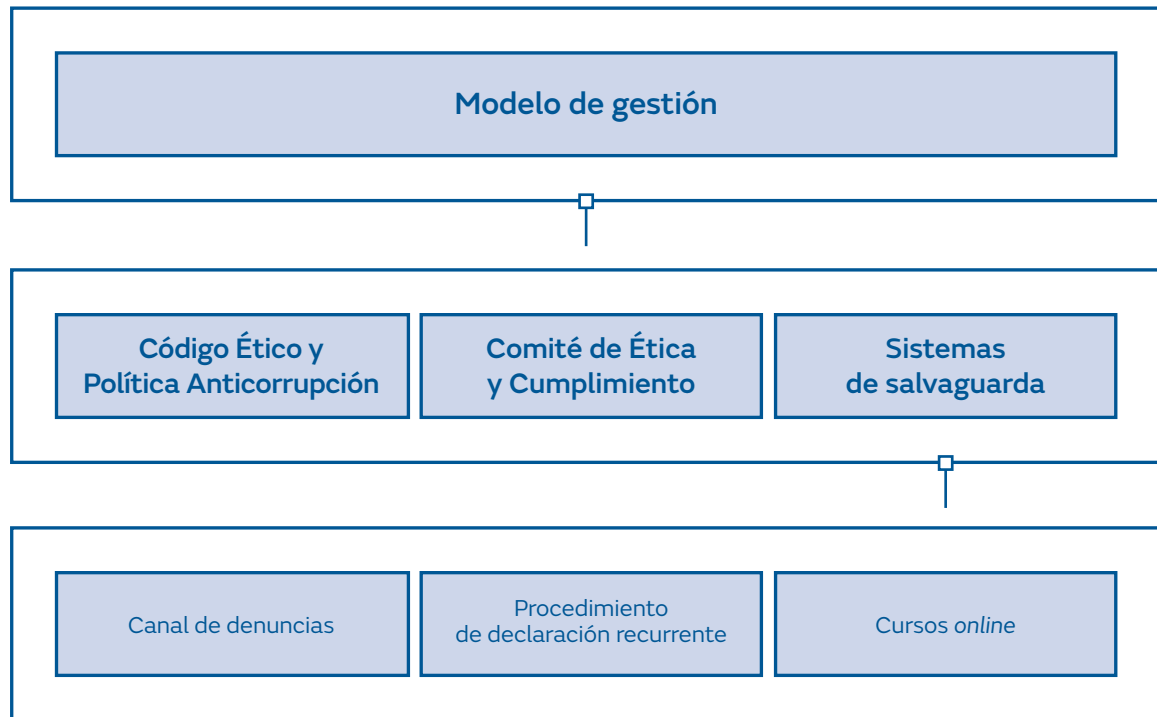 Modelo de gestión
Código Ético y
Política Anticorrupción
Comité de Ética
y Cumplimiento
Sistemas
de salvaguarda
Canal de denuncias
Procedimiento
de declaración recurrente
Cursos online